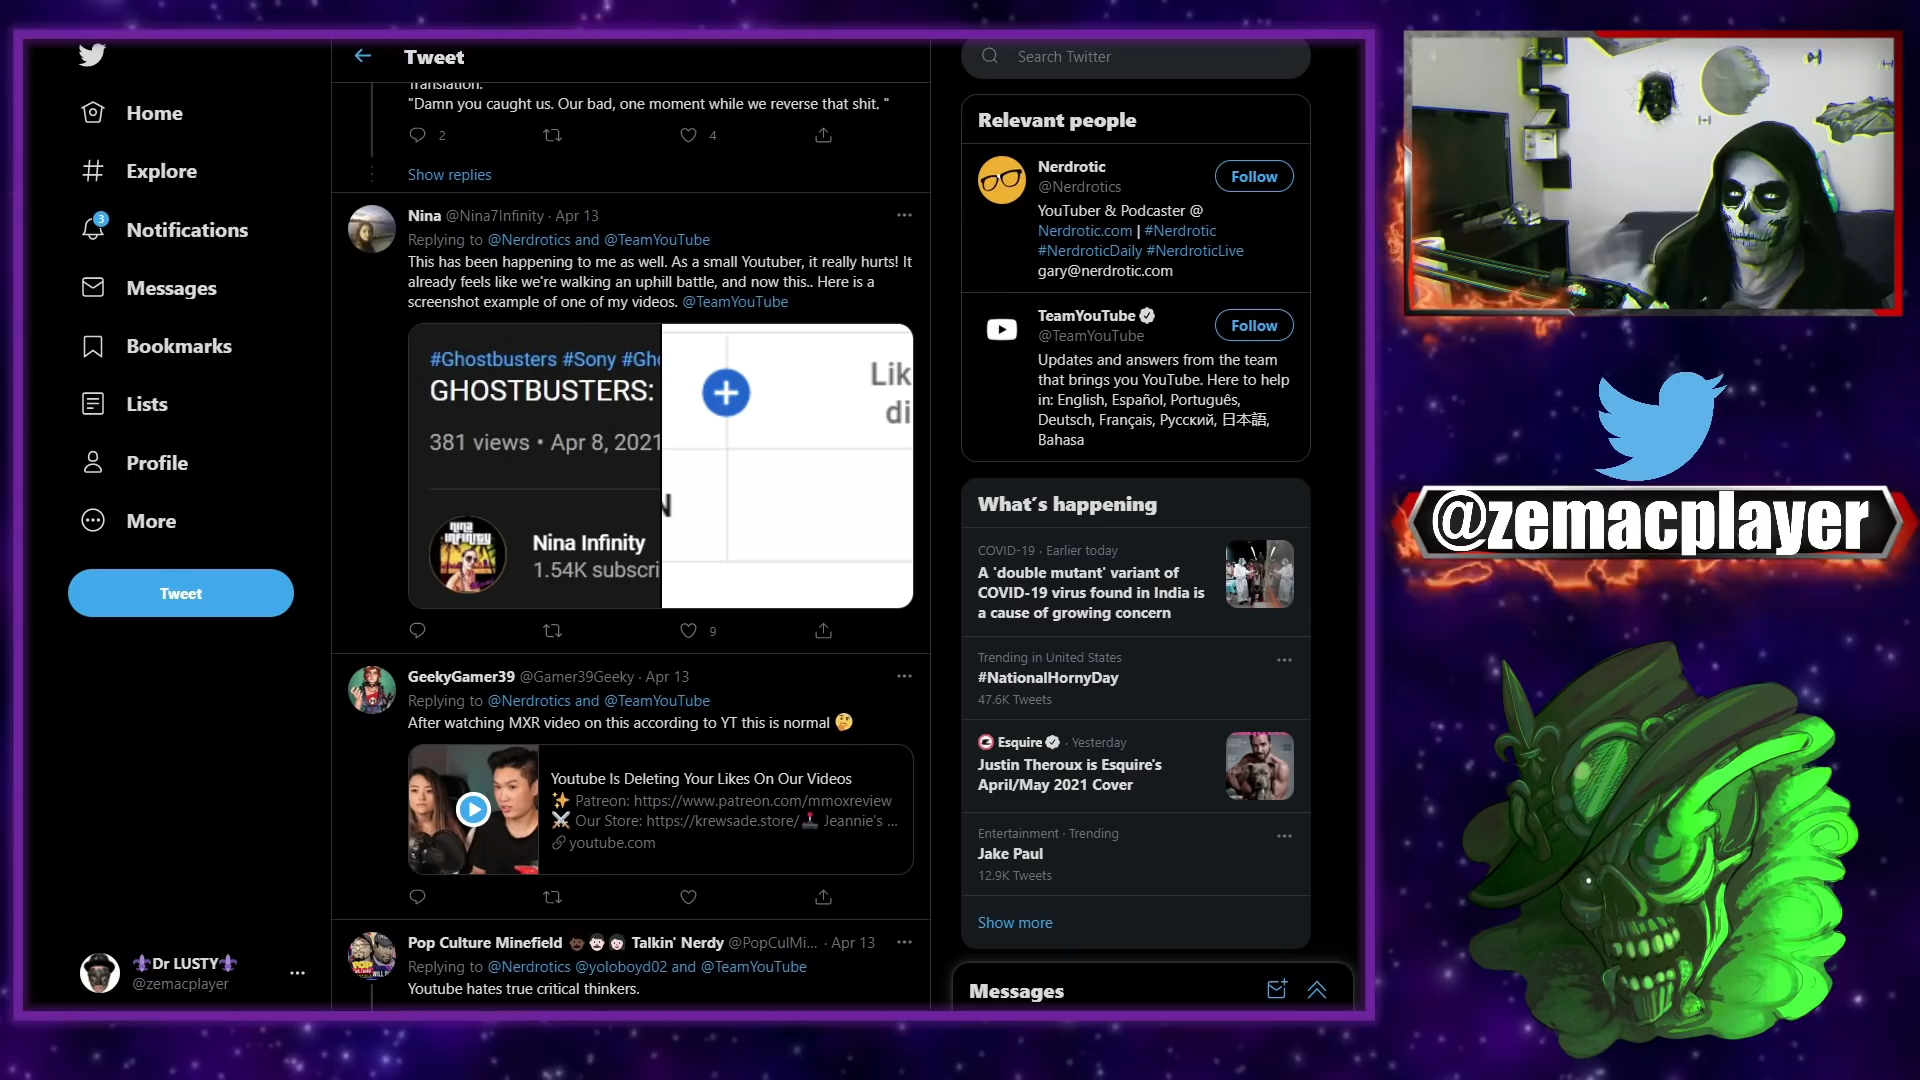 Home
Explore
3
Notifications
Messages
Bookmarks
Lists
Profile
More
Tweet
⚜️Dr LUSTY⚜️
@zemacplayer
Tweet
Translation:
"Damn you caught us. Our bad, one moment while we reverse that shit. "
2
4
Show replies
Nina @Nina7Infinity · Apr 13
Replying to @Nerdrotics and @TeamYouTube
This has been happening to me as well. As a small Youtuber, it really hurts! It
already feels like we're walking an uphill battle, and now this.. Here is a
screenshot example of one of my videos. @TeamYouTube
#Ghostbusters #Sony #Gh
GHOSTBUSTERS:
381 views • Apr 8, 2021
NINA INFINITY
Nina Infinity
1.54K subscri
Lik
di
9
GeekyGamer39 @Gamer39Geeky · Apr 13
Replying to @Nerdrotics and @TeamYouTube
After watching MXR video on this according to YT this is normal 🤔
Youtube Is Deleting Your Likes On Our Videos
✨ Patreon: https://www.patreon.com/mmoxreview
⚔️ Our Store: https://krewsade.store/🕹️ Jeannie's ...
youtube.com
Pop Culture Minefield Talkin' Nerdy @PopCulMi... · Apr 13
Replying to @Nerdrotics @yoloboyd02 and @TeamYouTube
Youtube hates true critical thinkers.
Search Twitter
Relevant people
Nerdrotic
@Nerdrotics
Follow
YouTuber & Podcaster @
Nerdrotic.com | #Nerdrotic
#NerdroticDaily #NerdroticLive
gary@nerdrotic.com
TeamYouTube
@TeamYouTube
Follow
Updates and answers from the team
that brings you YouTube. Here to help
in: English, Español, Português,
Deutsch, Français, Русский, 日本語,
Bahasa
What's happening
COVID-19 · Earlier today
A 'double mutant' variant of
COVID-19 virus found in India is
a cause of growing concern
Trending in United States
#NationalHornyDay
47.6K Tweets
Esquire · Yesterday
Justin Theroux is Esquire's
April/May 2021 Cover
Entertainment · Trending
Jake Paul
12.9K Tweets
Show more
Messages
@zemacplayer